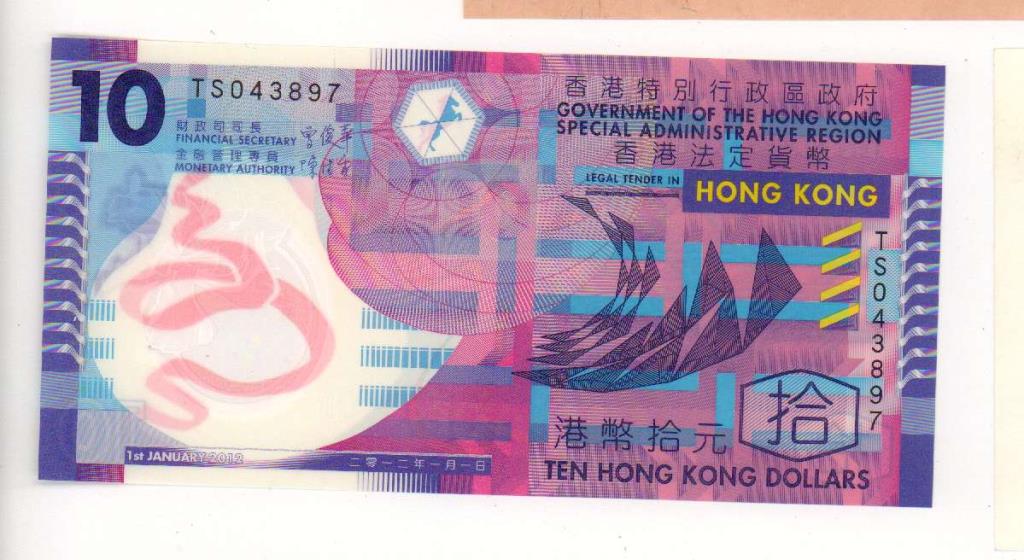 10
TS043897
財政司司長
FINANCIAL SECRETARY
金融管理專員
MONETARY AUTHORITY
香港特別行政區政府
GOVERNMENT OF THE HONG KONG
SPECIAL ADMINISTRATIVE REGION
香港法定貨幣
LEGAL TENDER IN
HONG KONG
TS043897
港幣拾元
拾
TEN HONG KONG DOLLARS
1st JANUARY 2012
二零一二年一月一日